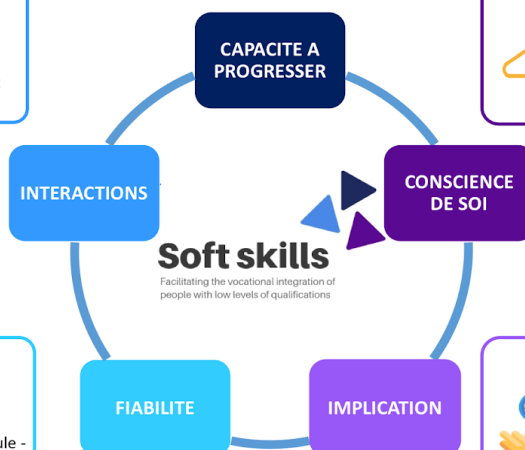 CAPACITE A
PROGRESSER
INTERACTIONS
CONSCIENCE
DE SOI
Soft skills
Facilitating the vocational integration of
people with low levels of qualifications
FIABILITE
IMPLICATION